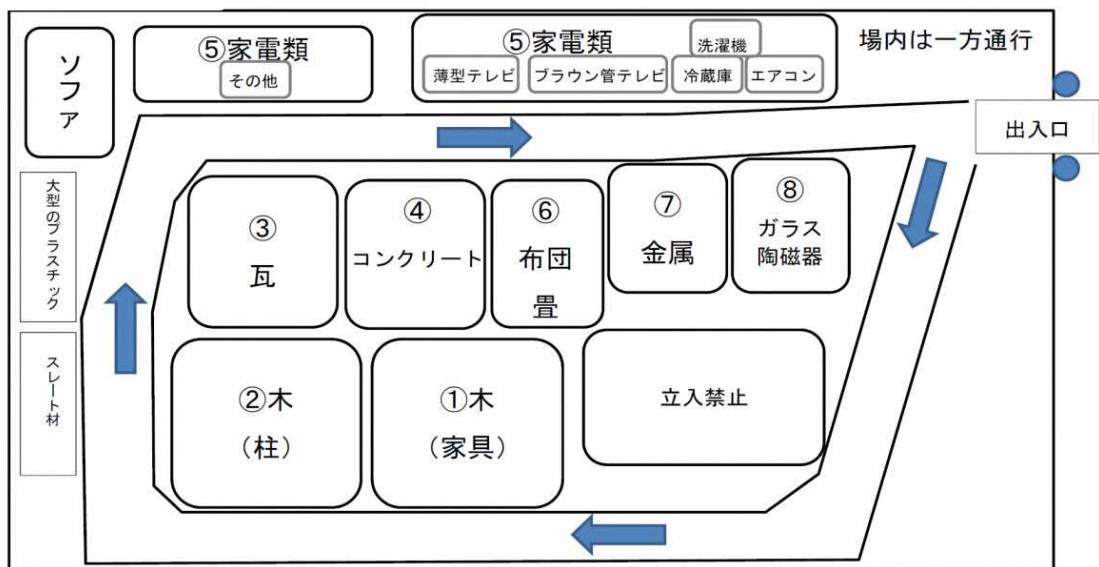 ソファ
⑤家電類
その他
⑤家電類
洗濯機
薄型テレビ
ブラウン管テレビ
冷蔵庫
エアコン
場内は一方通行
出入口
大型のプラスチック
スレート材
③
瓦
④
コンクリート
⑥
布団
畳
⑦
金属
⑧
ガラス
陶磁器
②木
(柱)
①木
(家具)
立入禁止